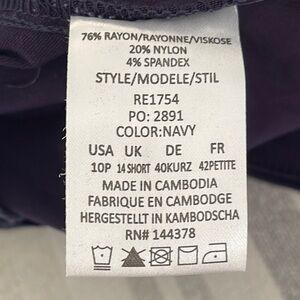 76% RAYON/RAYONNE/VISKOSE
20% NYLON
4% SPANDEX
STYLE/MODELE/STIL
RE1754
PO: 2891
COLOR:NAVY
USA UK DE FR
10P 14SHORT 40KURZ 42PETITE
MADE IN CAMBODIA
FABRIQUE EN CAMBODGE
HERGESTELLT IN KAMBODSCHA
RN# 144378